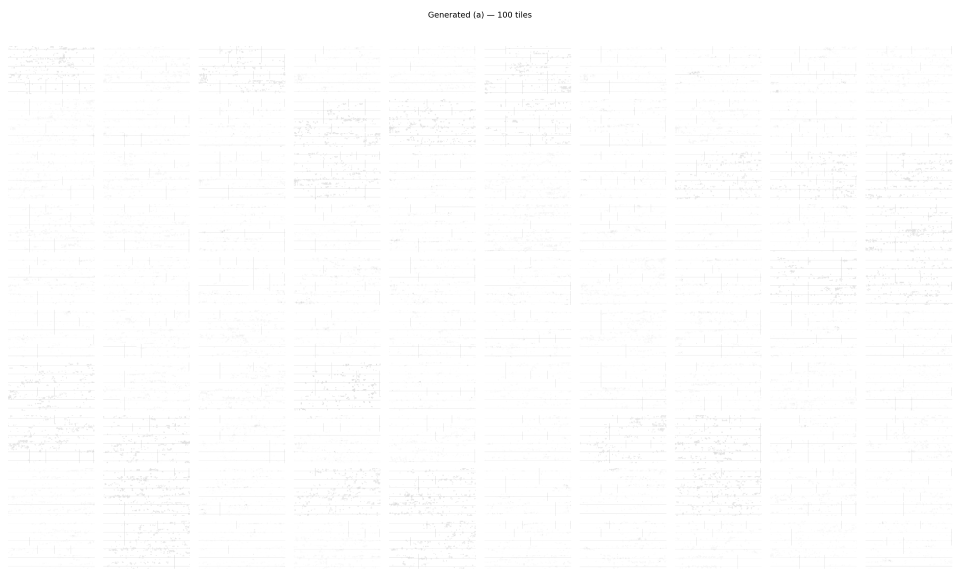 Generated (a) — 100 tiles